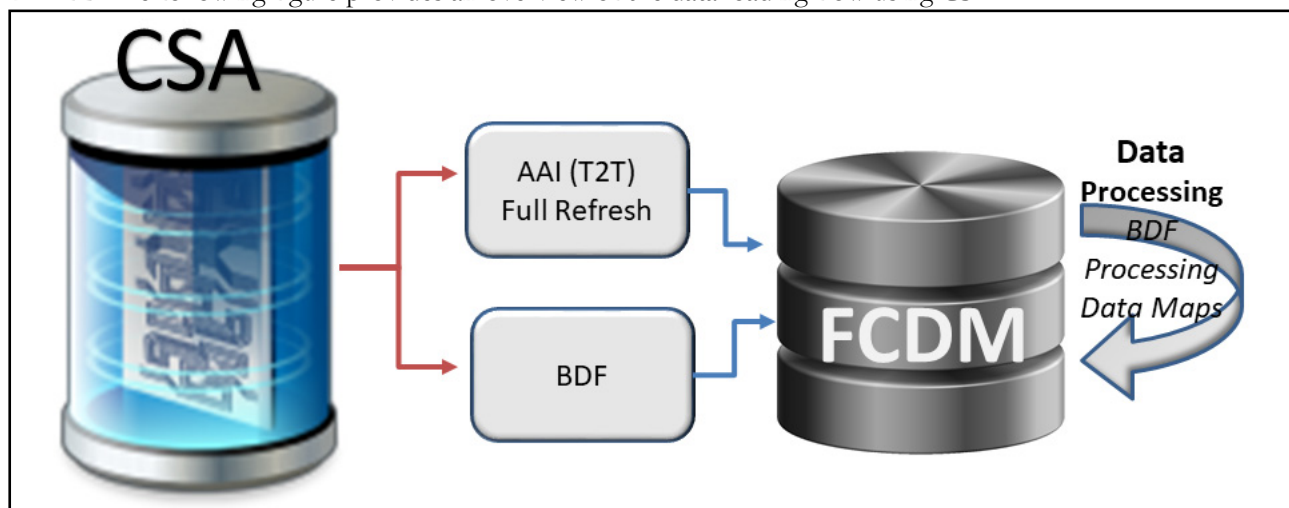 CSA
AAI (T2T)
Full Refresh
BDF
FCDM
Data
Processing
BDF
Processing
Data Maps